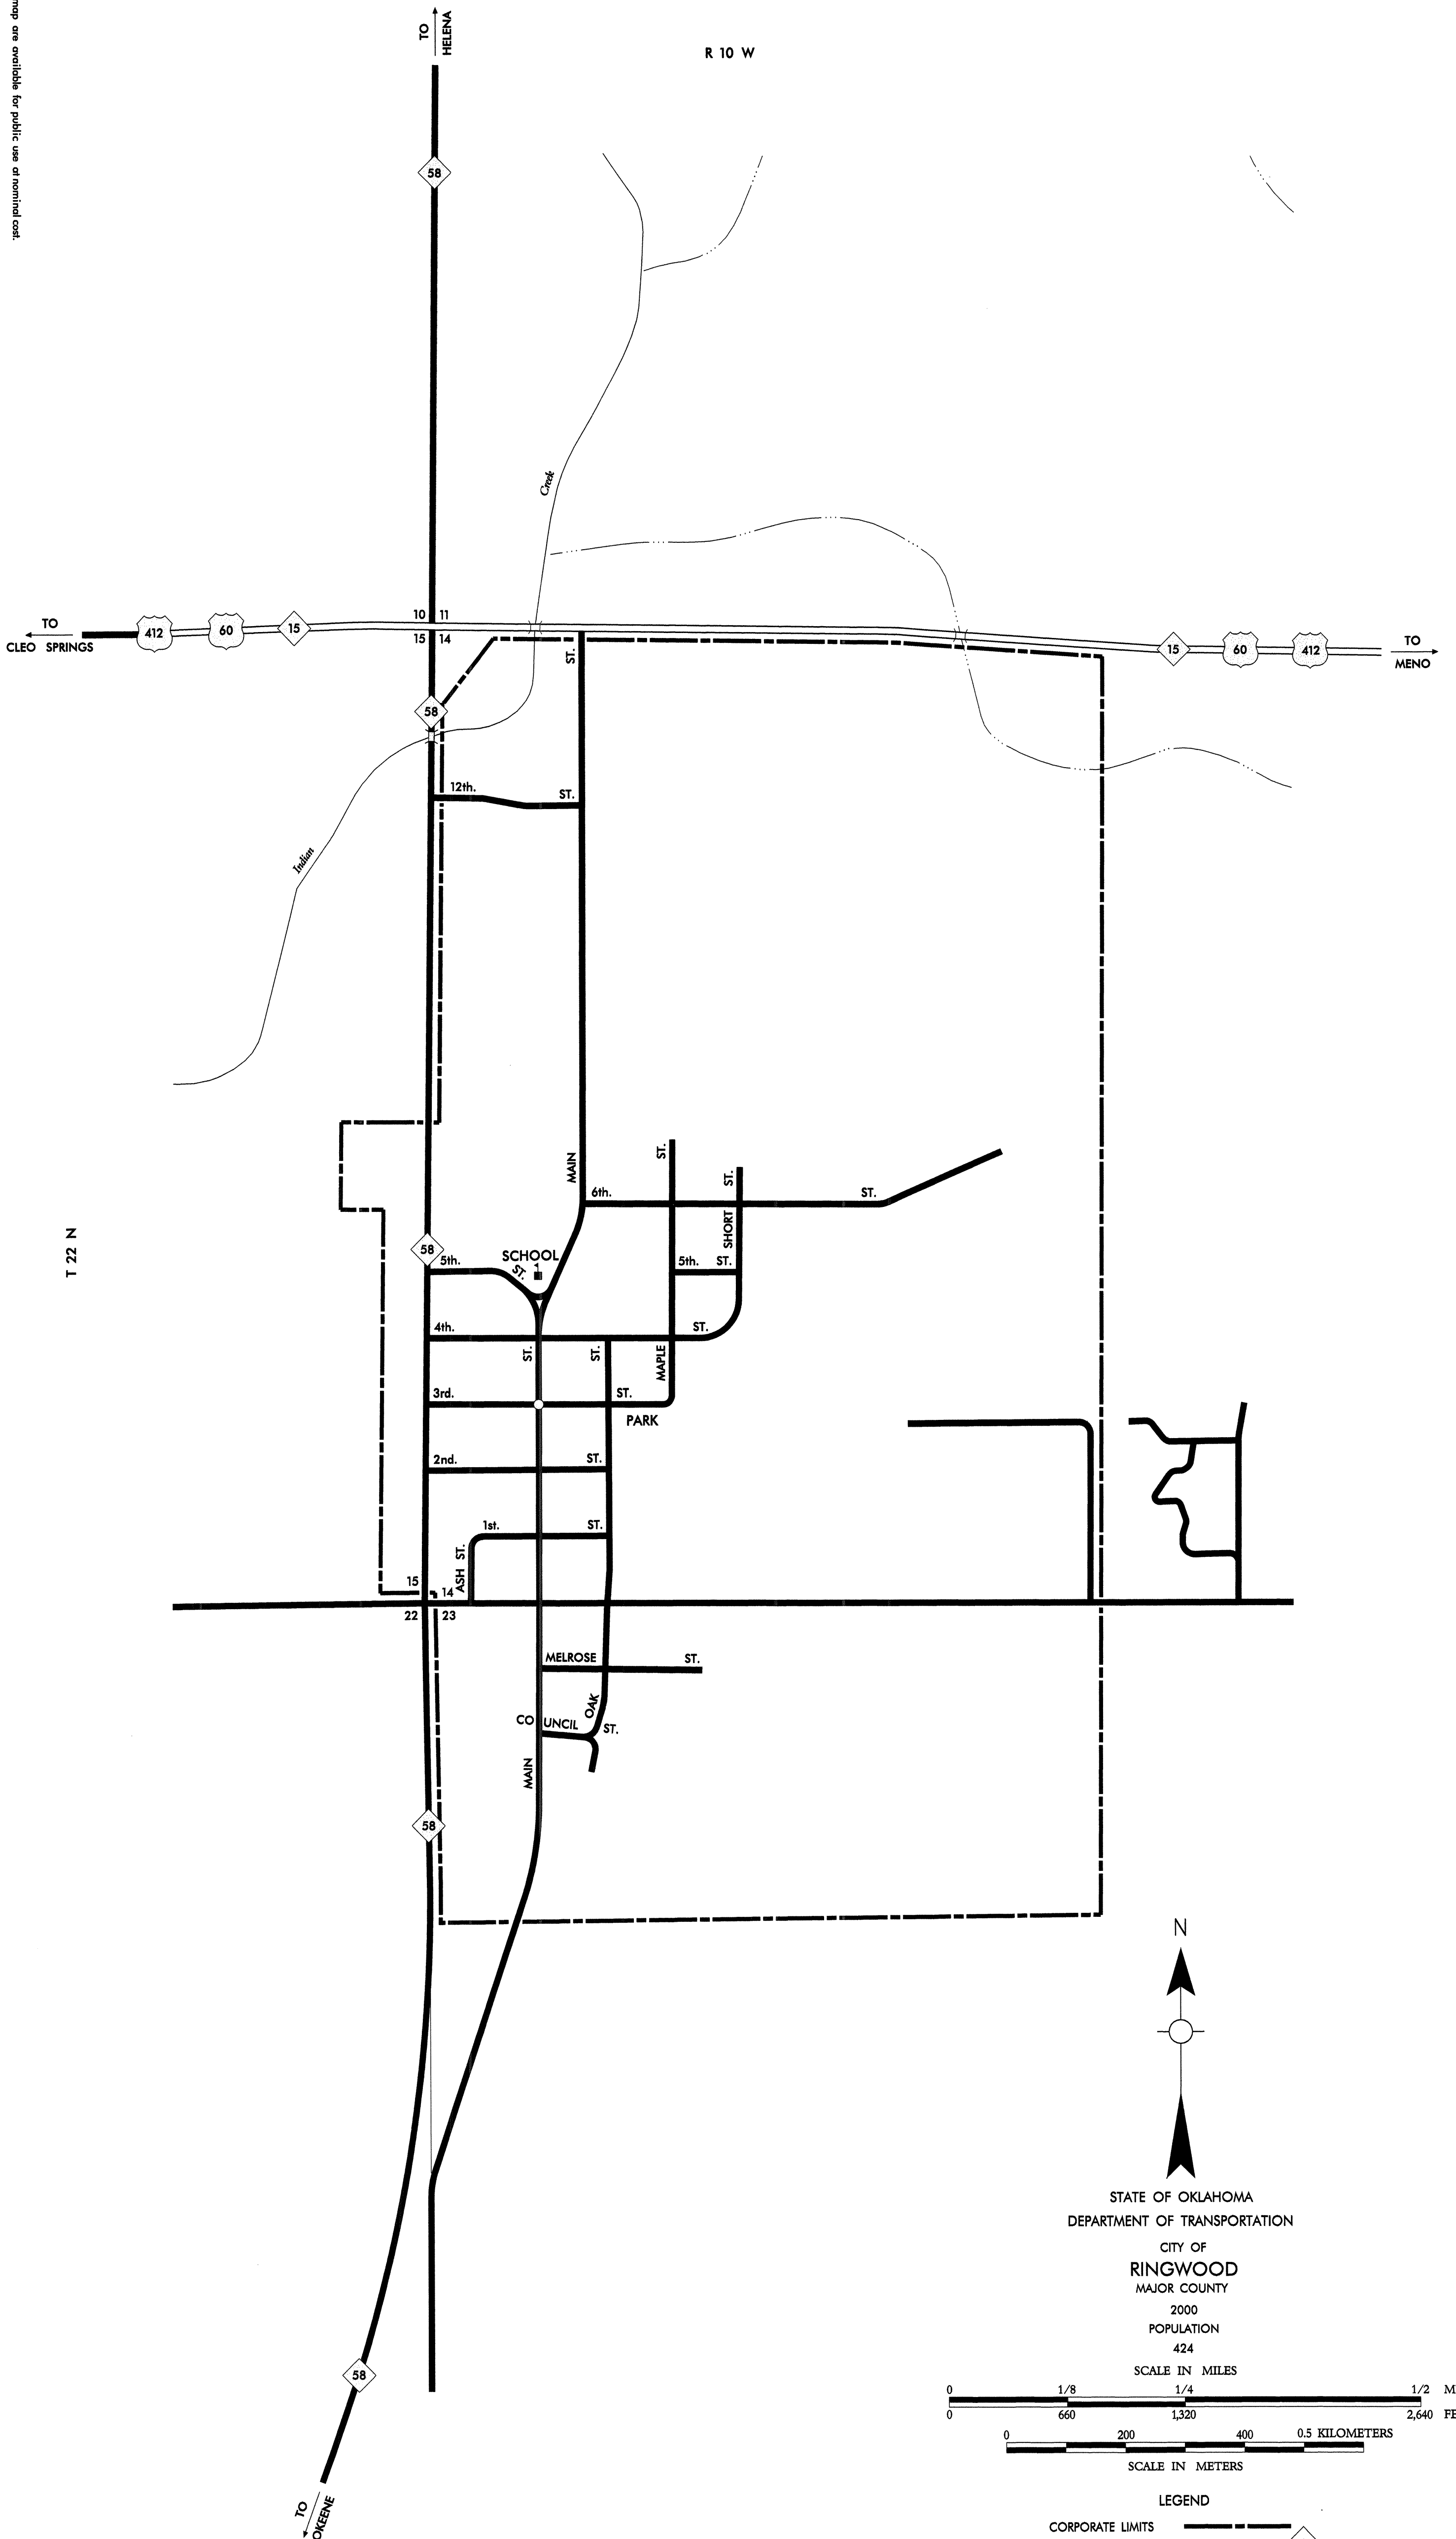 map are available for public use at nominal cost.
TO
HELENA
R 10 W
58
Creek
10 11
15 14
TO
CLEO SPRINGS
412
60
15
ST.
15
60
412
TO
MENO
58
12th.
ST.
Indian
T 22 N
MAIN
ST.
ST.
6th.
ST.
SHORT
58
5th.
ST.
SCHOOL
5th.
ST.
4th.
ST.
ST.
ST.
MAPLE
3rd.
ST.
PARK
2nd.
ST.
1st.
ST.
ASH ST.
15
14
22 23
MELROSE
ST.
OAK
COUNCIL
ST.
MAIN
58
N
STATE OF OKLAHOMA
DEPARTMENT OF TRANSPORTATION
CITY OF
RINGWOOD
MAJOR COUNTY
2000
POPULATION
424
SCALE IN MILES
0 1/8 1/4 1/2 M
0 660 1,320 2,640 FE
0 200 400 0.5 KILOMETERS
SCALE IN METERS
58
TO
OKEENE
LEGEND
CORPORATE LIMITS